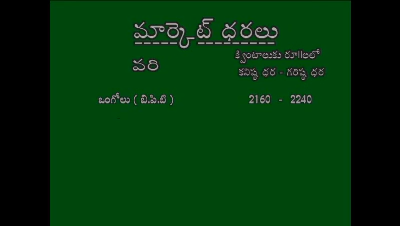 మార్కెట్ ధరలు
క్వింటాలుకు రూ॥లలో
వరి
కనిష్ఠ ధర - గరిష్ఠ ధర
ఒంగోలు ( బి.పి.టి ) 2160 - 2240